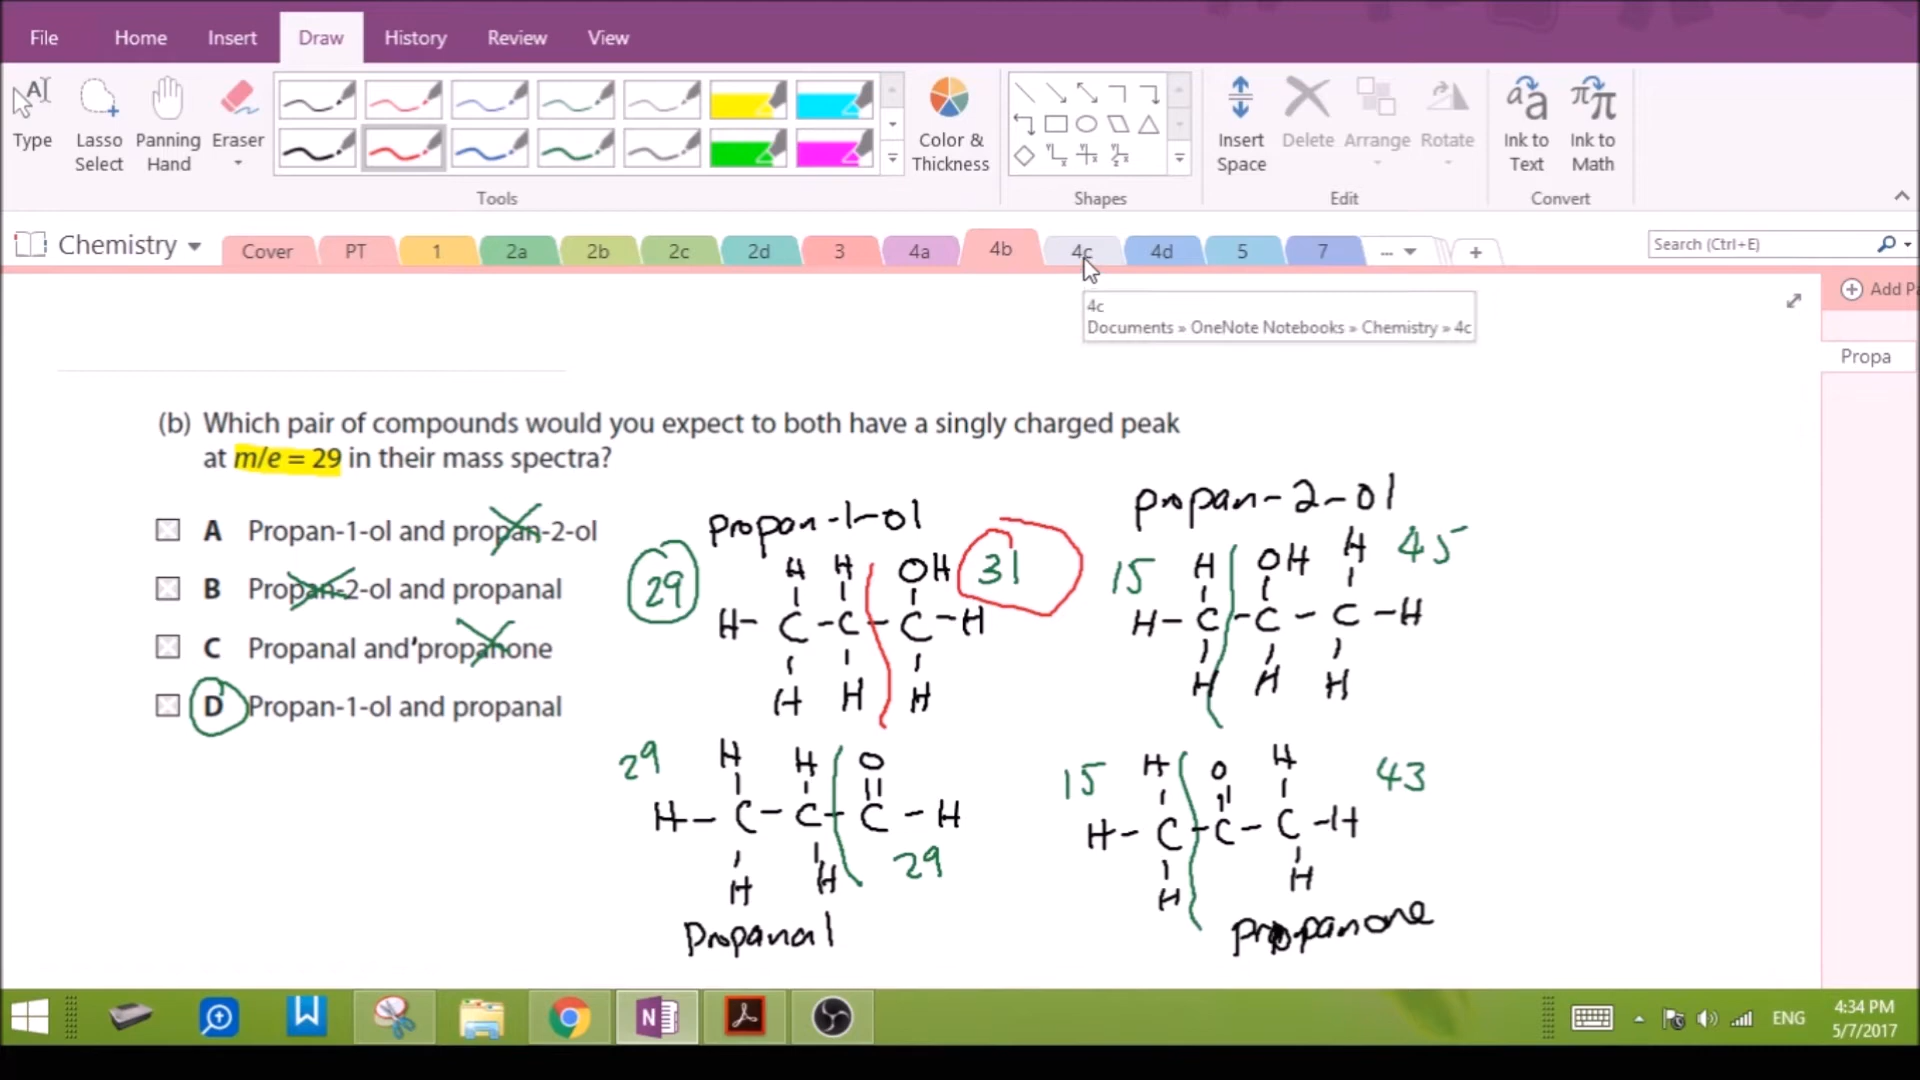 File Home Insert Draw History Review View
A
Type
Lasso Select
Panning Hand
Eraser
Color & Thickness
Insert Space
Delete
Arrange
Rotate
Ink to Text
Ink to Math
Tools
Shapes
Edit
Convert
Chemistry Cover PT 1 2a 2b 2c 2d 3 4a 4b 4c 4d 5 7 ... +
Search (Ctrl+E)
Add Pa
4c
Documents » OneNote Notebooks » Chemistry » 4c
Propa
(b) Which pair of compounds would you expect to both have a singly charged peak
at m/e = 29 in their mass spectra?
A Propan-1-ol and propan-2-ol
B Propan-2-ol and propanal
C Propanal and propanone
D Propan-1-ol and propanal
propan-1-ol
29
H H OH 31
H-C-C-C-H
H H H
propan-2-ol
15 H OH H 45
H-C-C-C-H
H H H
29 H H O
H-C-C-C-H
H H 29
Propanal
15 H O H 43
H-C-C-C-H
H H
Propanone
W
N
ENG
4:34 PM
5/7/2017